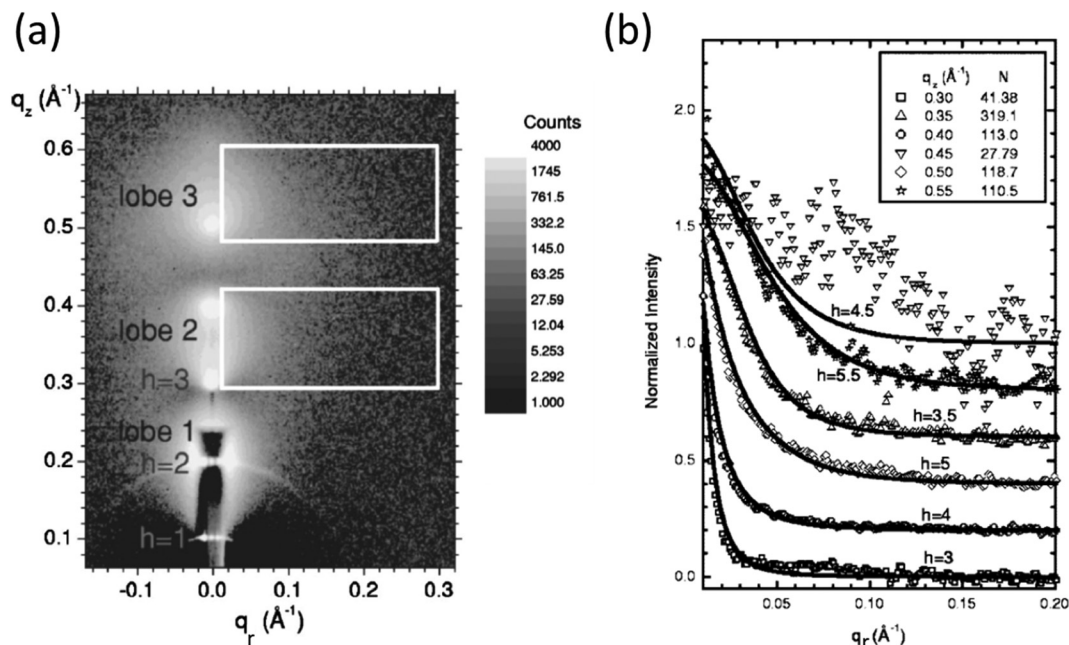 (a)
q_z (Å⁻¹)
0.6
0.5
0.4
0.3
0.2
0.1
lobe 3
lobe 2
h=3
lobe 1
h=2
h=1
-0.1 0.0 0.1 0.2 0.3
q_r (Å⁻¹)
Counts
4000
1745
761.5
332.2
145.0
63.25
27.59
12.04
5.253
2.292
1.000
(b)
Normalized Intensity
2.0
1.5
1.0
0.5
0.0
q_z (Å⁻¹) N
0.30 41.38
0.35 319.1
0.40 113.0
0.45 27.79
0.50 118.7
0.55 110.5
h=4.5
h=5.5
h=3.5
h=5
h=4
h=3
0.05 0.10 0.15 0.20
q_r (Å⁻¹)